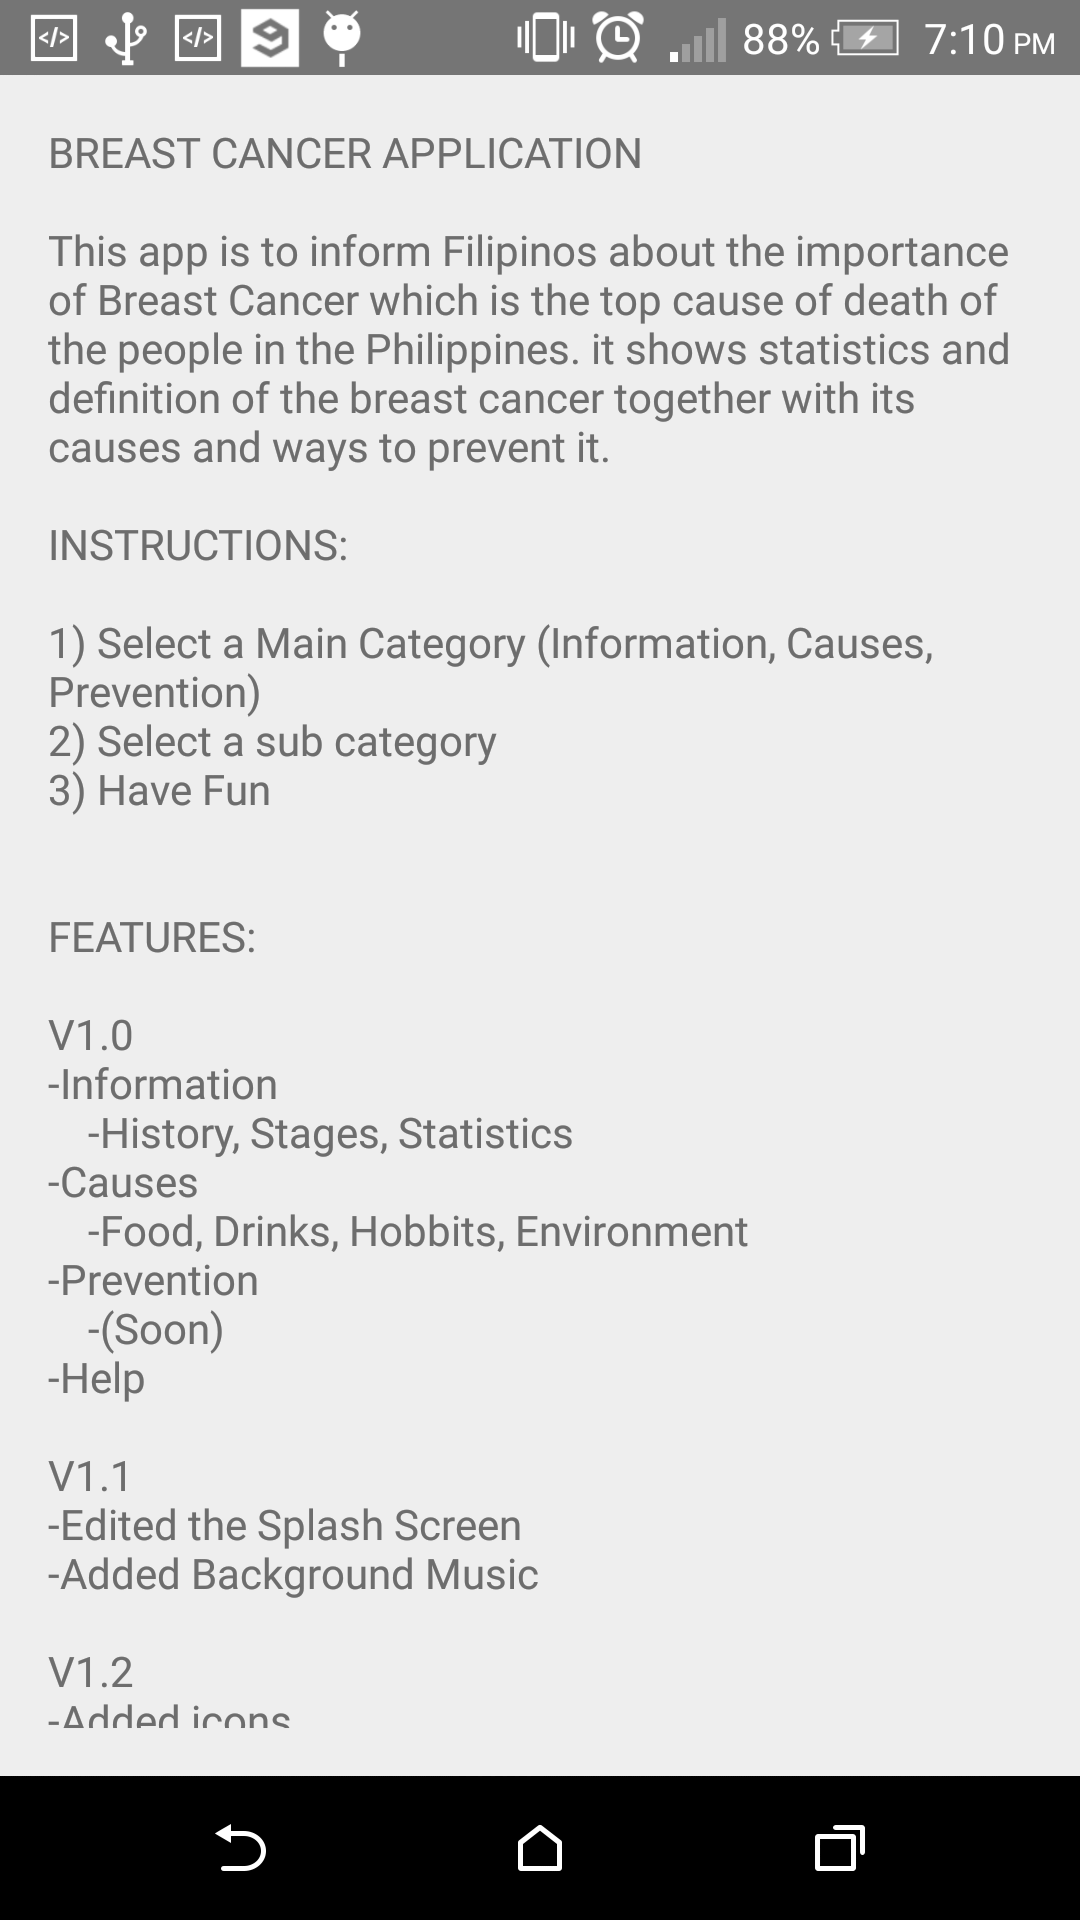 88% 7:10 PM
BREAST CANCER APPLICATION
This app is to inform Filipinos about the importance
of Breast Cancer which is the top cause of death of
the people in the Philippines. it shows statistics and
definition of the breast cancer together with its
causes and ways to prevent it.
INSTRUCTIONS:
1) Select a Main Category (Information, Causes,
Prevention)
2) Select a sub category
3) Have Fun
FEATURES:
V1.0
-Information
-History, Stages, Statistics
-Causes
-Food, Drinks, Hobbits, Environment
-Prevention
-(Soon)
-Help
V1.1
-Edited the Splash Screen
-Added Background Music
V1.2
-Added icons